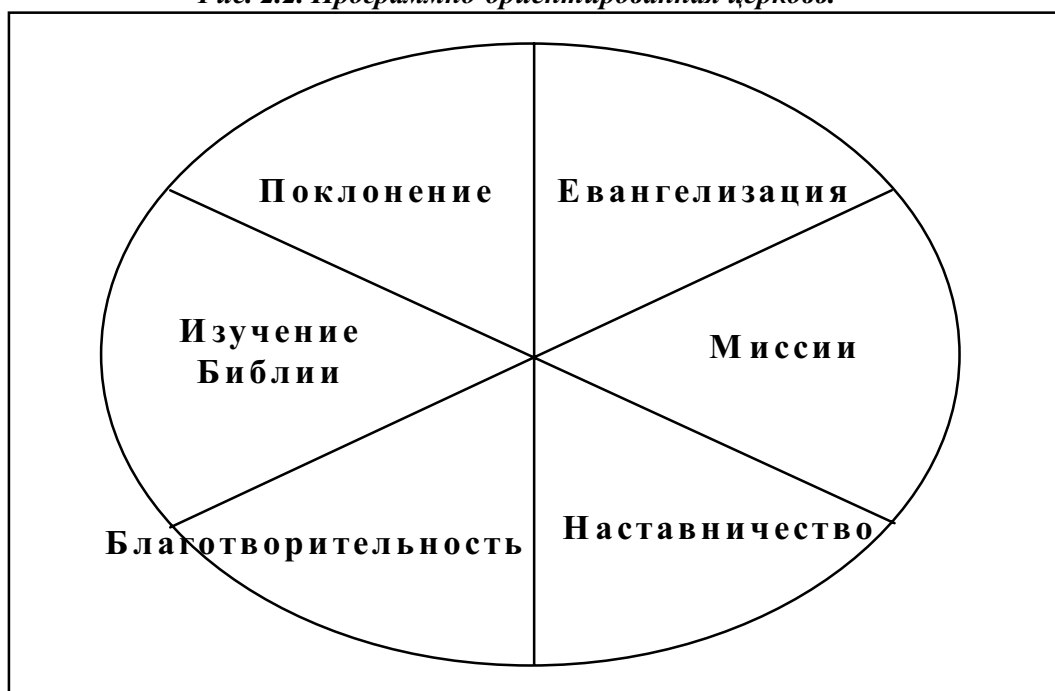 Рис. 2.2. Программно-ориентированная церковь.
Поклонение
Евангелизация
Изучение
Библии
Миссии
Благотворительность
Наставничество